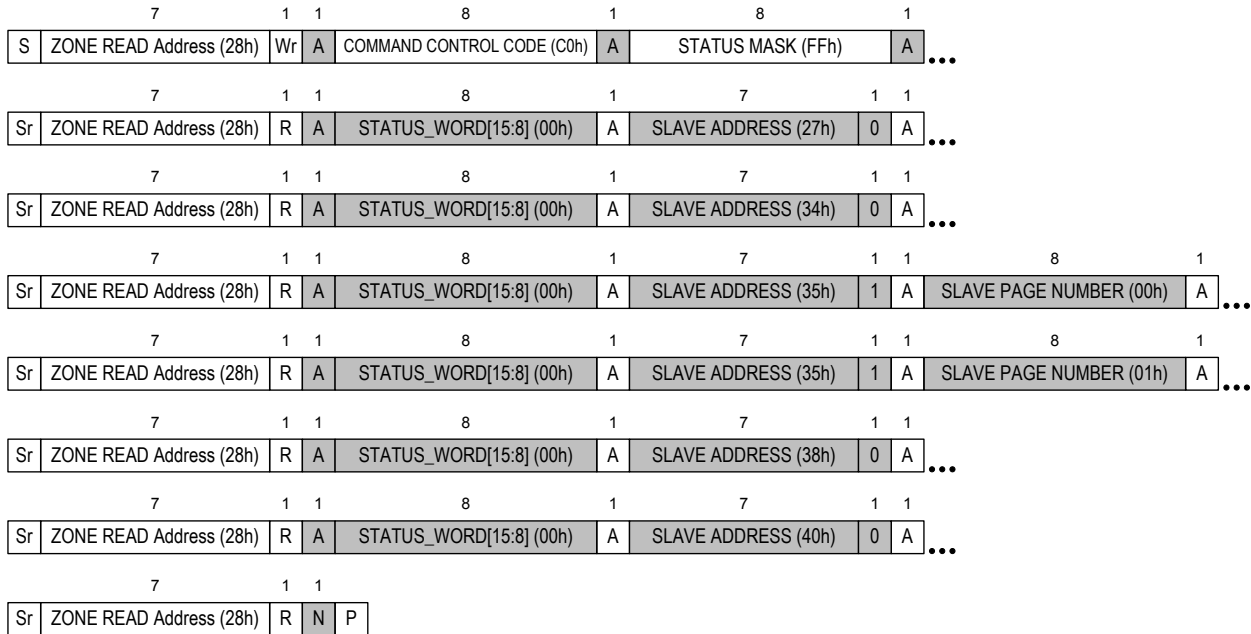 7 1 1 8 1 8 1
S ZONE READ Address (28h) Wr A COMMAND CONTROL CODE (C0h) A STATUS MASK (FFh) A ...
7 1 1 8 1 7 1 1
Sr ZONE READ Address (28h) R A STATUS_WORD[15:8] (00h) A SLAVE ADDRESS (27h) 0 A ...
7 1 1 8 1 7 1 1
Sr ZONE READ Address (28h) R A STATUS_WORD[15:8] (00h) A SLAVE ADDRESS (34h) 0 A ...
7 1 1 8 1 7 1 1 8 1
Sr ZONE READ Address (28h) R A STATUS_WORD[15:8] (00h) A SLAVE ADDRESS (35h) 1 A SLAVE PAGE NUMBER (00h) A ...
7 1 1 8 1 7 1 1 8 1
Sr ZONE READ Address (28h) R A STATUS_WORD[15:8] (00h) A SLAVE ADDRESS (35h) 1 A SLAVE PAGE NUMBER (01h) A ...
7 1 1 8 1 7 1 1
Sr ZONE READ Address (28h) R A STATUS_WORD[15:8] (00h) A SLAVE ADDRESS (38h) 0 A ...
7 1 1 8 1 7 1 1
Sr ZONE READ Address (28h) R A STATUS_WORD[15:8] (00h) A SLAVE ADDRESS (40h) 0 A ...
7 1 1
Sr ZONE READ Address (28h) R N P